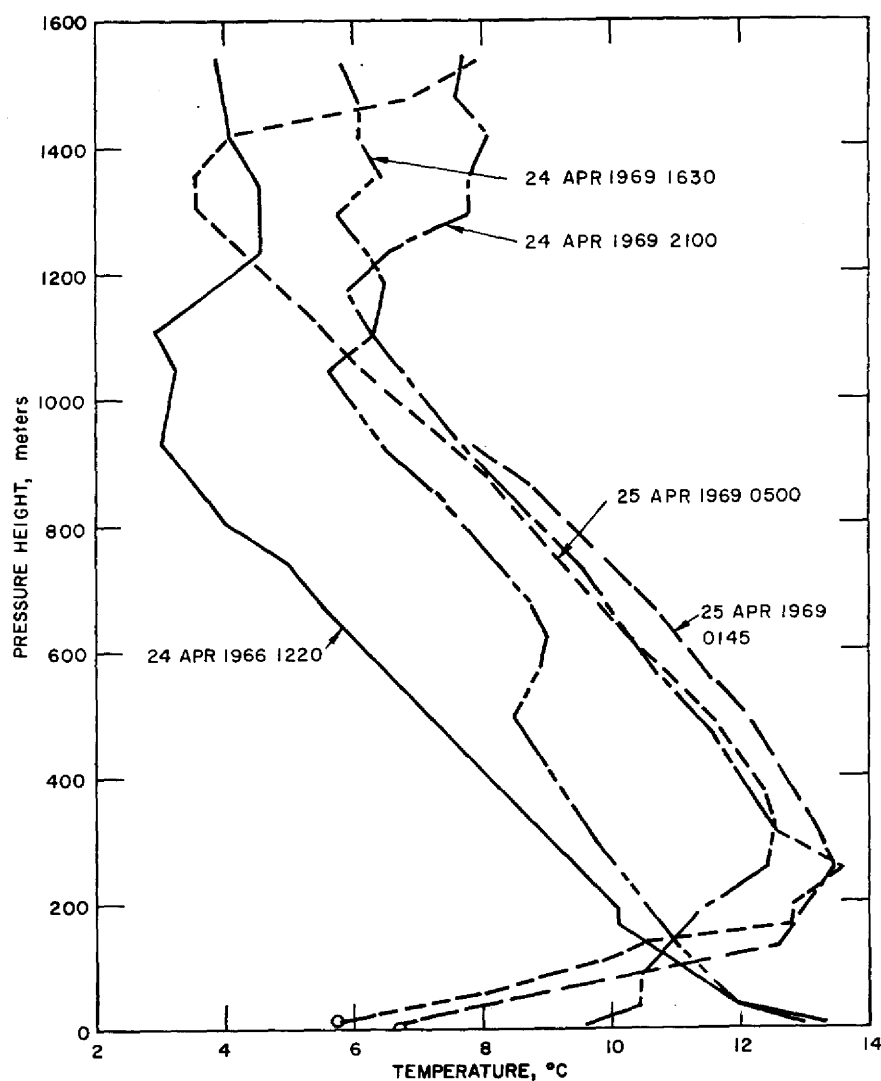 1600
1400
1200
1000
800
600
400
200
0
PRESSURE HEIGHT, meters
24 APR 1969 1630
24 APR 1969 2100
25 APR 1969 0500
25 APR 1969
0145
24 APR 1966 1220
2 4 6 8 10 12 14
TEMPERATURE, °C